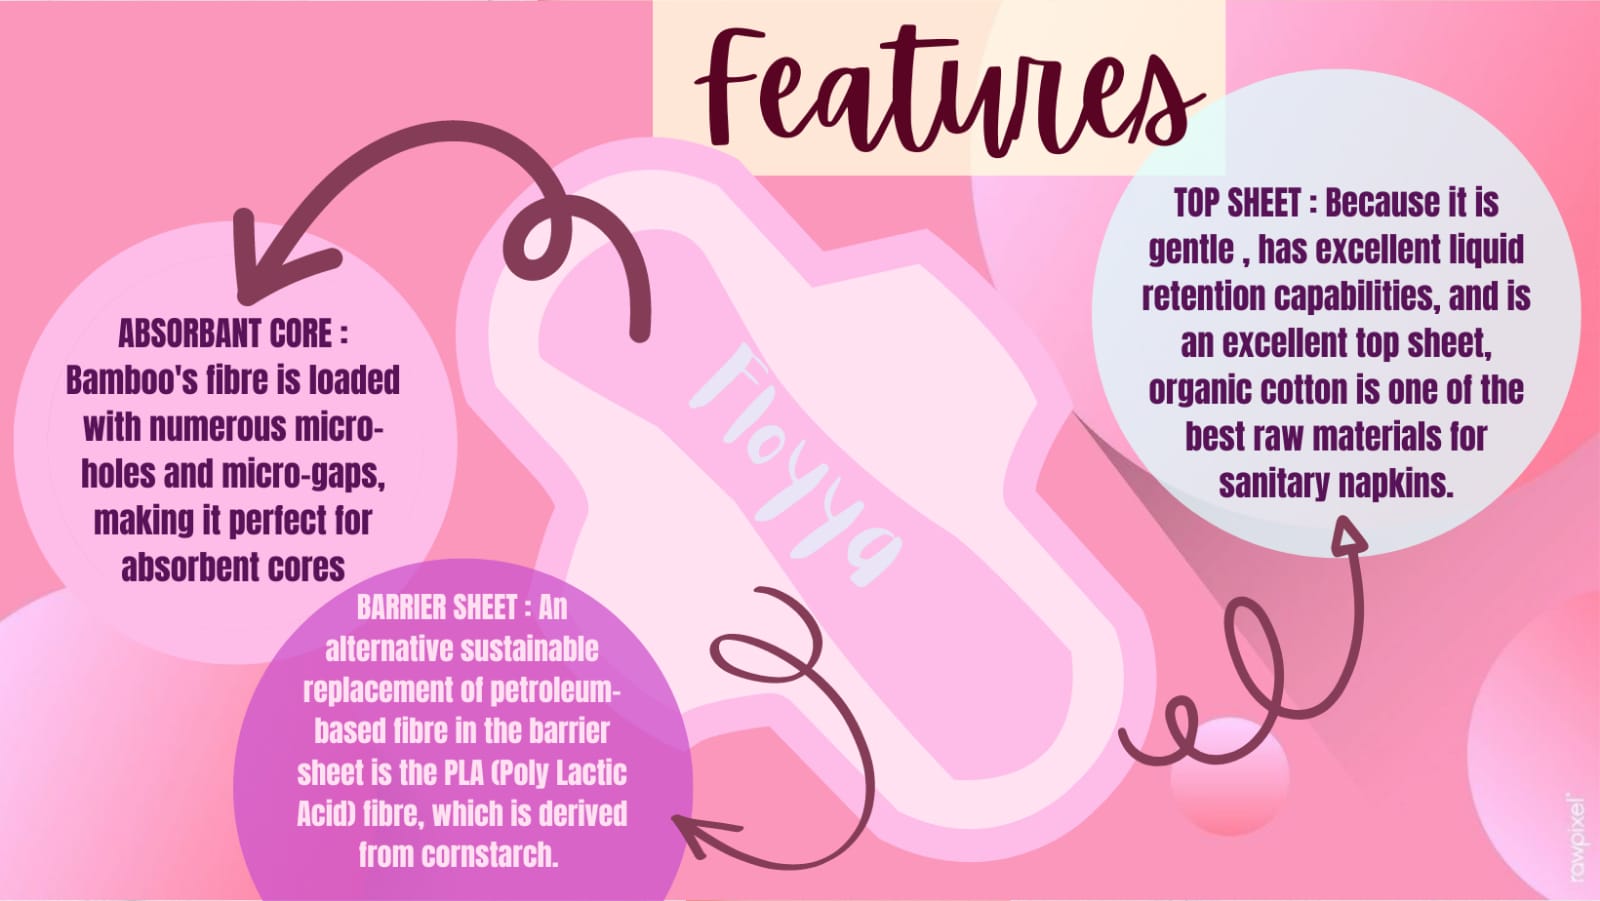 Features
TOP SHEET : Because it is
gentle , has excellent liquid
retention capabilities, and is
an excellent top sheet,
organic cotton is one of the
best raw materials for
sanitary napkins.
ABSORBANT CORE :
Bamboo's fibre is loaded
with numerous micro-
holes and micro-gaps,
making it perfect for
absorbent cores
Floyya
BARRIER SHEET : An
alternative sustainable
replacement of petroleum-
based fibre in the barrier
sheet is the PLA (Poly Lactic
Acid) fibre, which is derived
from cornstarch.
rawpixel